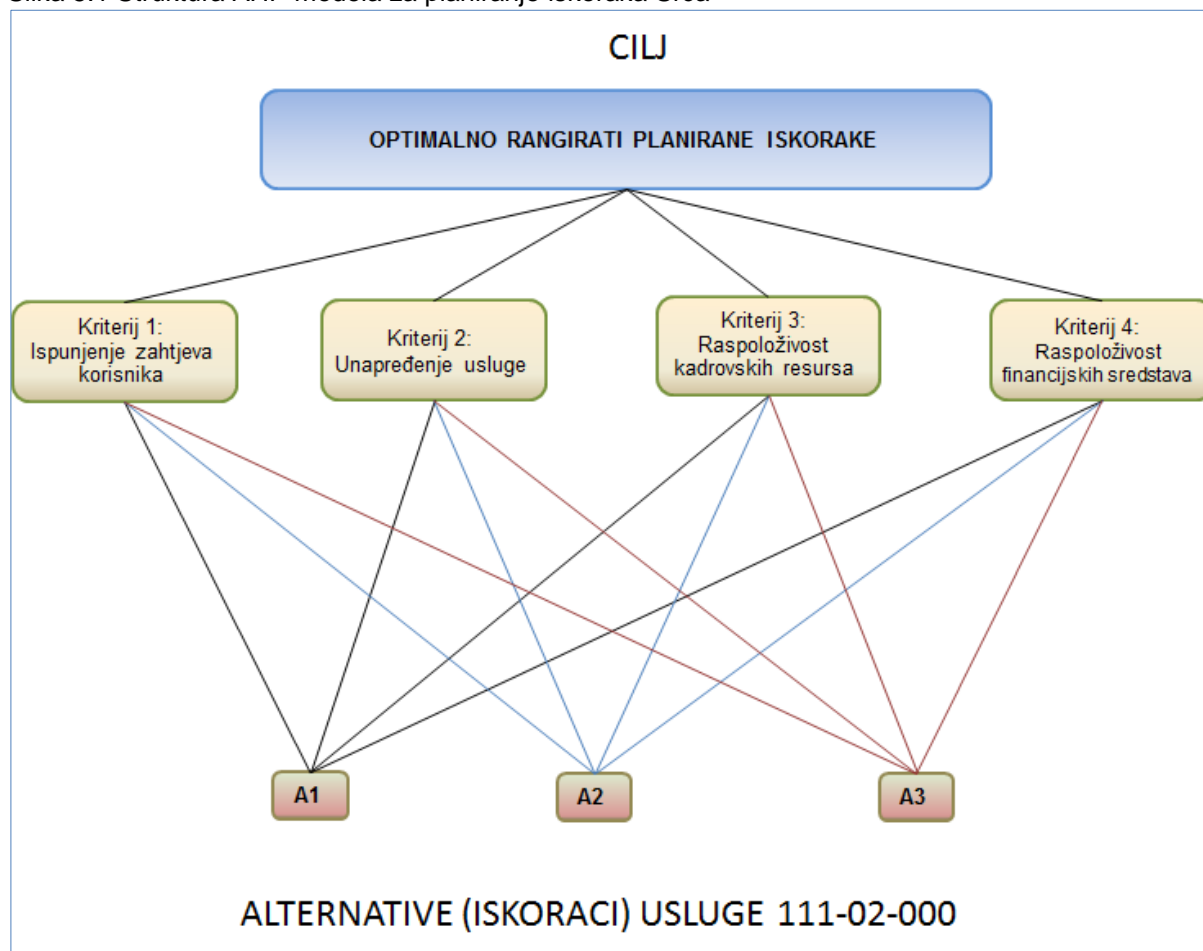 CILJ
OPTIMALNO RANGIRATI PLANIRANE ISKORAKE
Kriterij 1:
Ispunjenje zahtjeva
korisnika
Kriterij 2:
Unapređenje usluge
Kriterij 3:
Raspoloživost
kadrovskih resursa
Kriterij 4:
Raspoloživost
financijskih sredstava
A1
A2
A3
ALTERNATIVE (ISKORACI) USLUGE 111-02-000